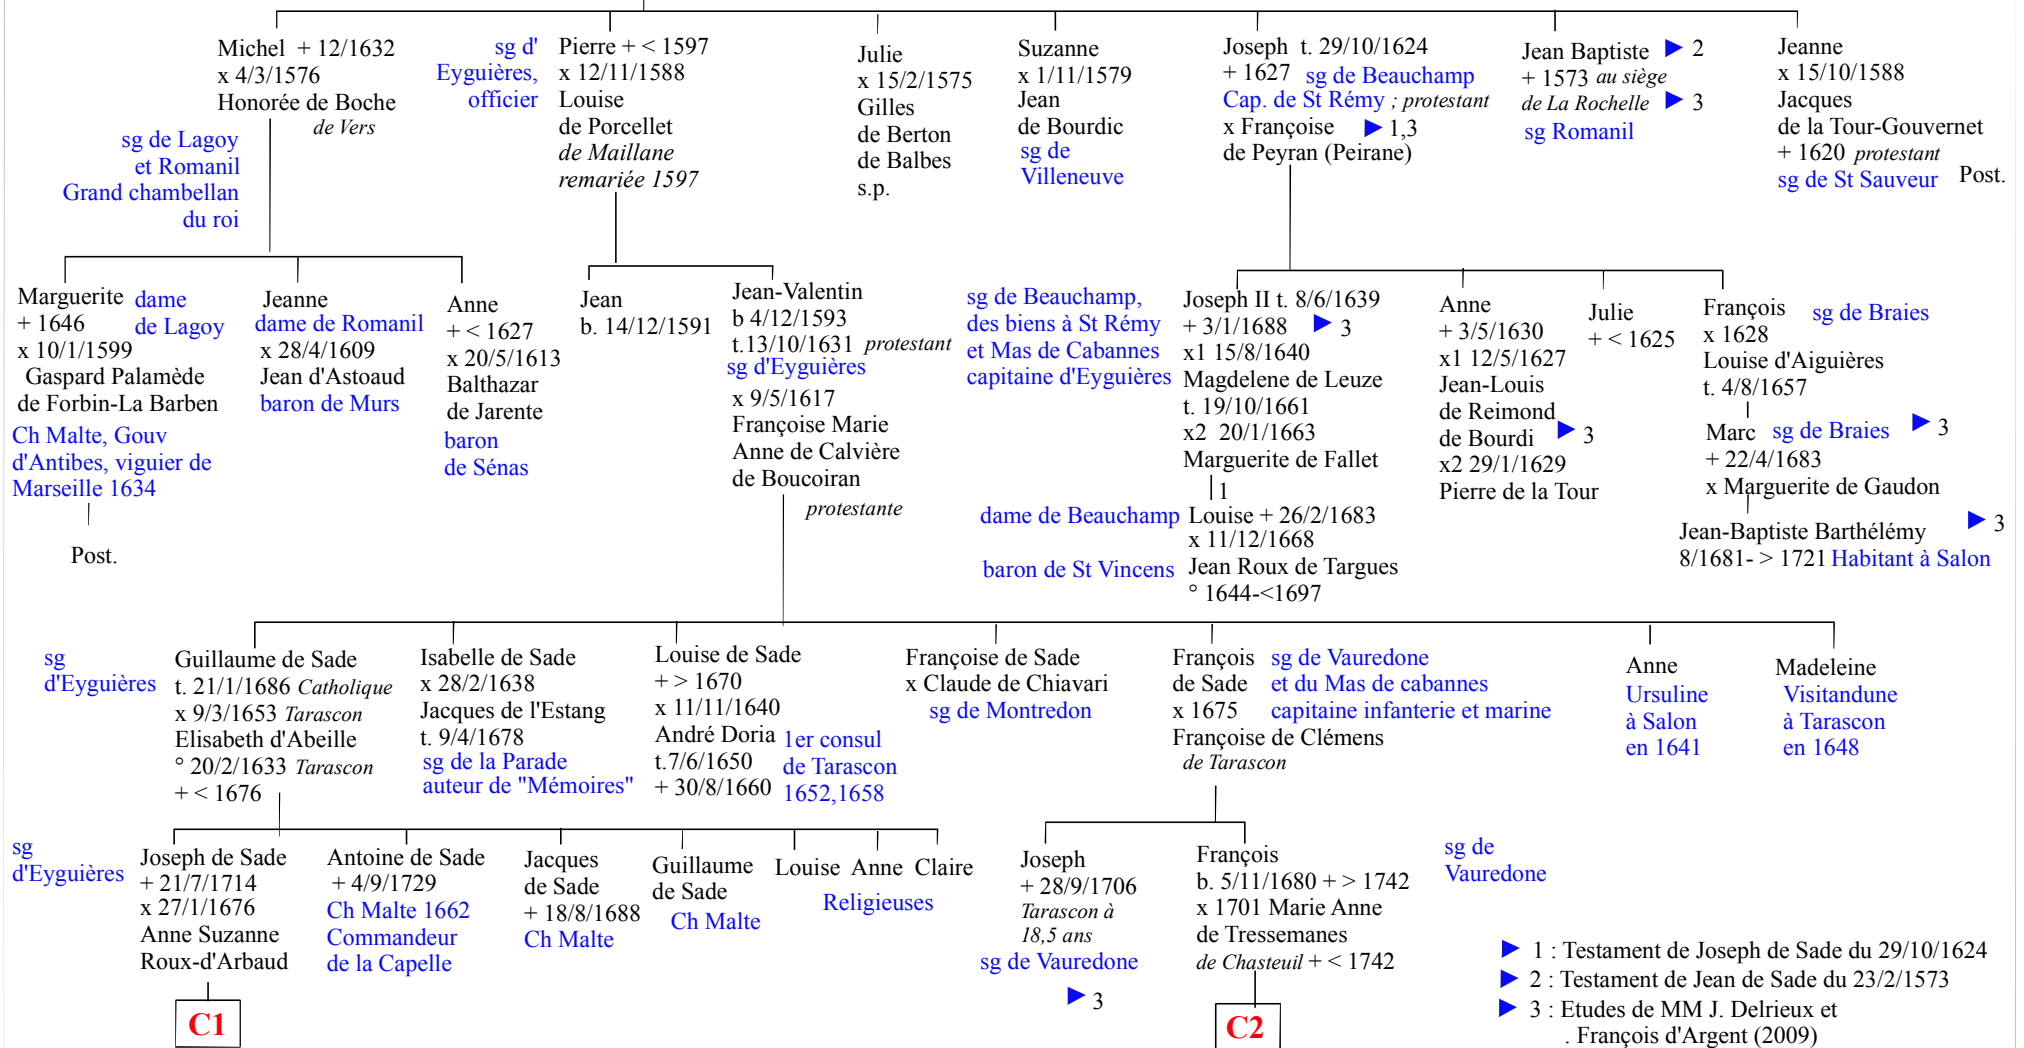 Michel + 12/1632
x 4/3/1576
Honorée de Boche
de Vers
sg de Lagoy
et Romanil
Grand chambellan
du roi
sg d'
Eyguières,
officier
Pierre + < 1597
x 12/11/1588
Louise
de Porcellet
de Maillane
remariée 1597
Julie
x 15/2/1575
Gilles
de Berton
de Balbes
s.p.
Suzanne
x 1/11/1579
Jean
de Bourdic
sg de
Villeneuve
Joseph t. 29/10/1624
+ 1627 sg de Beauchamp
Cap. de St Rémy ; protestant
x Françoise ► 1,3
de Peyran (Peirane)
Jean Baptiste ► 2
+ 1573 au siège
de La Rochelle ► 3
sg Romanil
Jeanne
x 15/10/1588
Jacques
de la Tour-Gouvernet
+ 1620 protestant
sg de St Sauveur Post.
Marguerite dame
+ 1646 de Lagoy
x 10/1/1599
Gaspard Palamède
de Forbin-La Barben
Ch Malte, Gouv
d'Antibes, viguier de
Marseille 1634
Post.
Jeanne
dame de Romanil
x 28/4/1609
Jean d'Astoaud
baron de Murs
Anne
+ < 1627
x 20/5/1613
Balthazar
de Jarente
baron
de Sénas
Jean
b. 14/12/1591
Jean-Valentin
b 4/12/1593
t.13/10/1631 protestant
sg d'Eyguières
x 9/5/1617
Françoise Marie
Anne de Calvière
de Boucoiran
protestante
sg de Beauchamp,
des biens à St Rémy
et Mas de Cabannes
capitaine d'Eyguières
Joseph II t. 8/6/1639
+ 3/1/1688 ► 3
x1 15/8/1640
Magdelene de Leuze
t. 19/10/1661
x2 20/1/1663
Marguerite de Fallet
1
dame de Beauchamp Louise + 26/2/1683
x 11/12/1668
baron de St Vincens Jean Roux de Targues
° 1644-<1697
Anne
+ 3/5/1630
x1 12/5/1627
Jean-Louis
de Reimond
de Bourdi ► 3
x2 29/1/1629
Pierre de la Tour
Julie
+ < 1625
François sg de Braies
x 1628
Louise d'Aiguières
t. 4/8/1657
Marc sg de Braies ► 3
+ 22/4/1683
x Marguerite de Gaudon
Jean-Baptiste Barthélémy ► 3
8/1681- > 1721 Habitant à Salon
sg
d'Eyguières
Guillaume de Sade
t. 21/1/1686 Catholique
x 9/3/1653 Tarascon
Elisabeth d'Abeille
° 20/2/1633 Tarascon
+ < 1676
Isabelle de Sade
x 28/2/1638
Jacques de l'Estang
t. 9/4/1678
sg de la Parade
auteur de "Mémoires"
Louise de Sade
+ > 1670
x 11/11/1640
André Doria
t.7/6/1650
+ 30/8/1660
1er consul
de Tarascon
1652,1658
Françoise de Sade
x Claude de Chiavari
sg de Montredon
François sg de Vauredone
de Sade et du Mas de cabannes
x 1675 capitaine infanterie et marine
Françoise de Clémens
de Tarascon
Anne
Ursuline
à Salon
en 1641
Madeleine
Visitandune
à Tarascon
en 1648
sg
d'Eyguières
Joseph de Sade
+ 21/7/1714
x 27/1/1676
Anne Suzanne
Roux-d'Arbaud
C1
Antoine de Sade
+ 4/9/1729
Ch Malte 1662
Commandeur
de la Capelle
Jacques
de Sade
+ 18/8/1688
Ch Malte
Guillaume
de Sade
Ch Malte
Louise Anne Claire
Religieuses
Joseph
+ 28/9/1706
Tarascon à
18,5 ans
sg de Vauredone
► 3
François
b. 5/11/1680 + > 1742
x 1701 Marie Anne
de Tressemanes
de Chasteuil + < 1742
C2
sg de
Vauredone
► 1 : Testament de Joseph de Sade du 29/10/1624
► 2 : Testament de Jean de Sade du 23/2/1573
► 3 : Etudes de MM J. Delrieux et
. François d'Argent (2009)